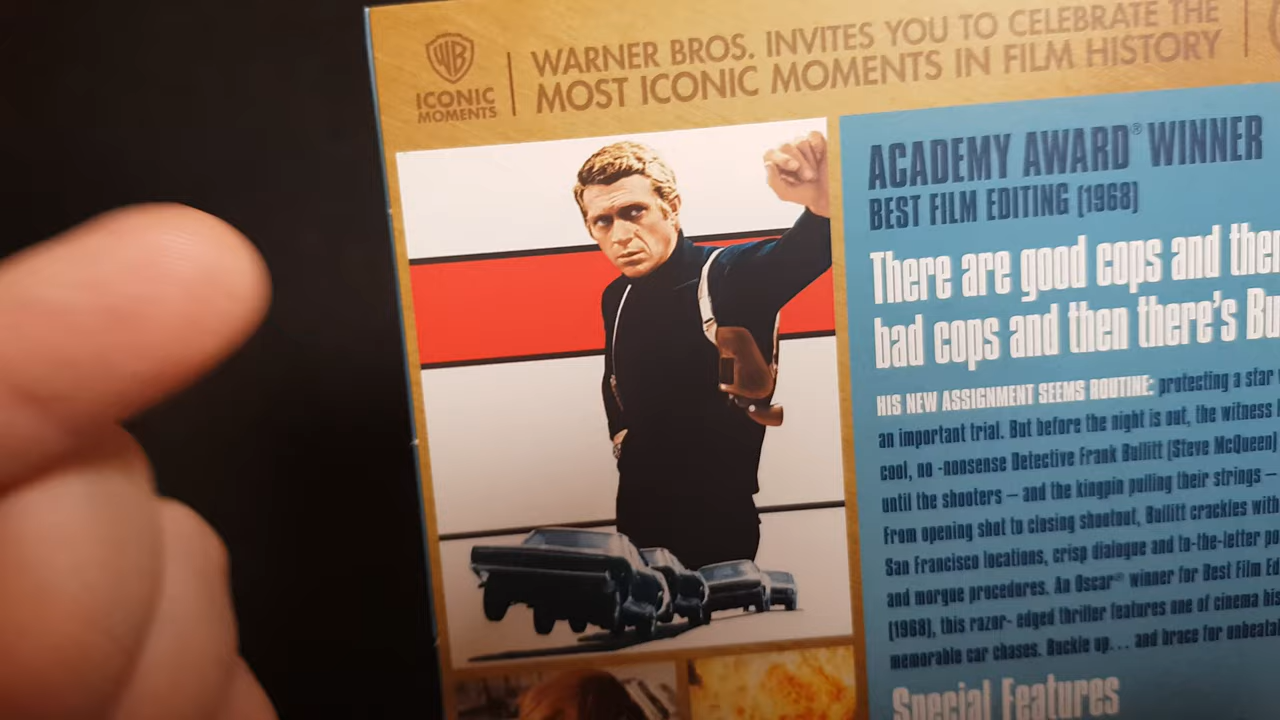 WB
ICONIC
MOMENTS
WARNER BROS. INVITES YOU TO CELEBRATE THE
MOST ICONIC MOMENTS IN FILM HISTORY
ACADEMY AWARD® WINNER
BEST FILM EDITING (1968)
There are good cops and
bad cops and then there's
HIS NEW ASSIGNMENT SEEMS ROUTINE: protecting a star
an important trial. But before the night is out, the witness
cool, no -nonsense Detective Frank Bullitt (Steve McQueen)
until the shooters – and the kingpin pulling their strings –
From opening shot to closing shootout, Bullitt crackles with
San Francisco locations, crisp dialogue and to-the-letter
and morgue procedures. An Oscar® winner for Best Film
(1968), this razor- edged thriller features one of cinema
memorable car chases. Buckle up... and brace for
Special Features